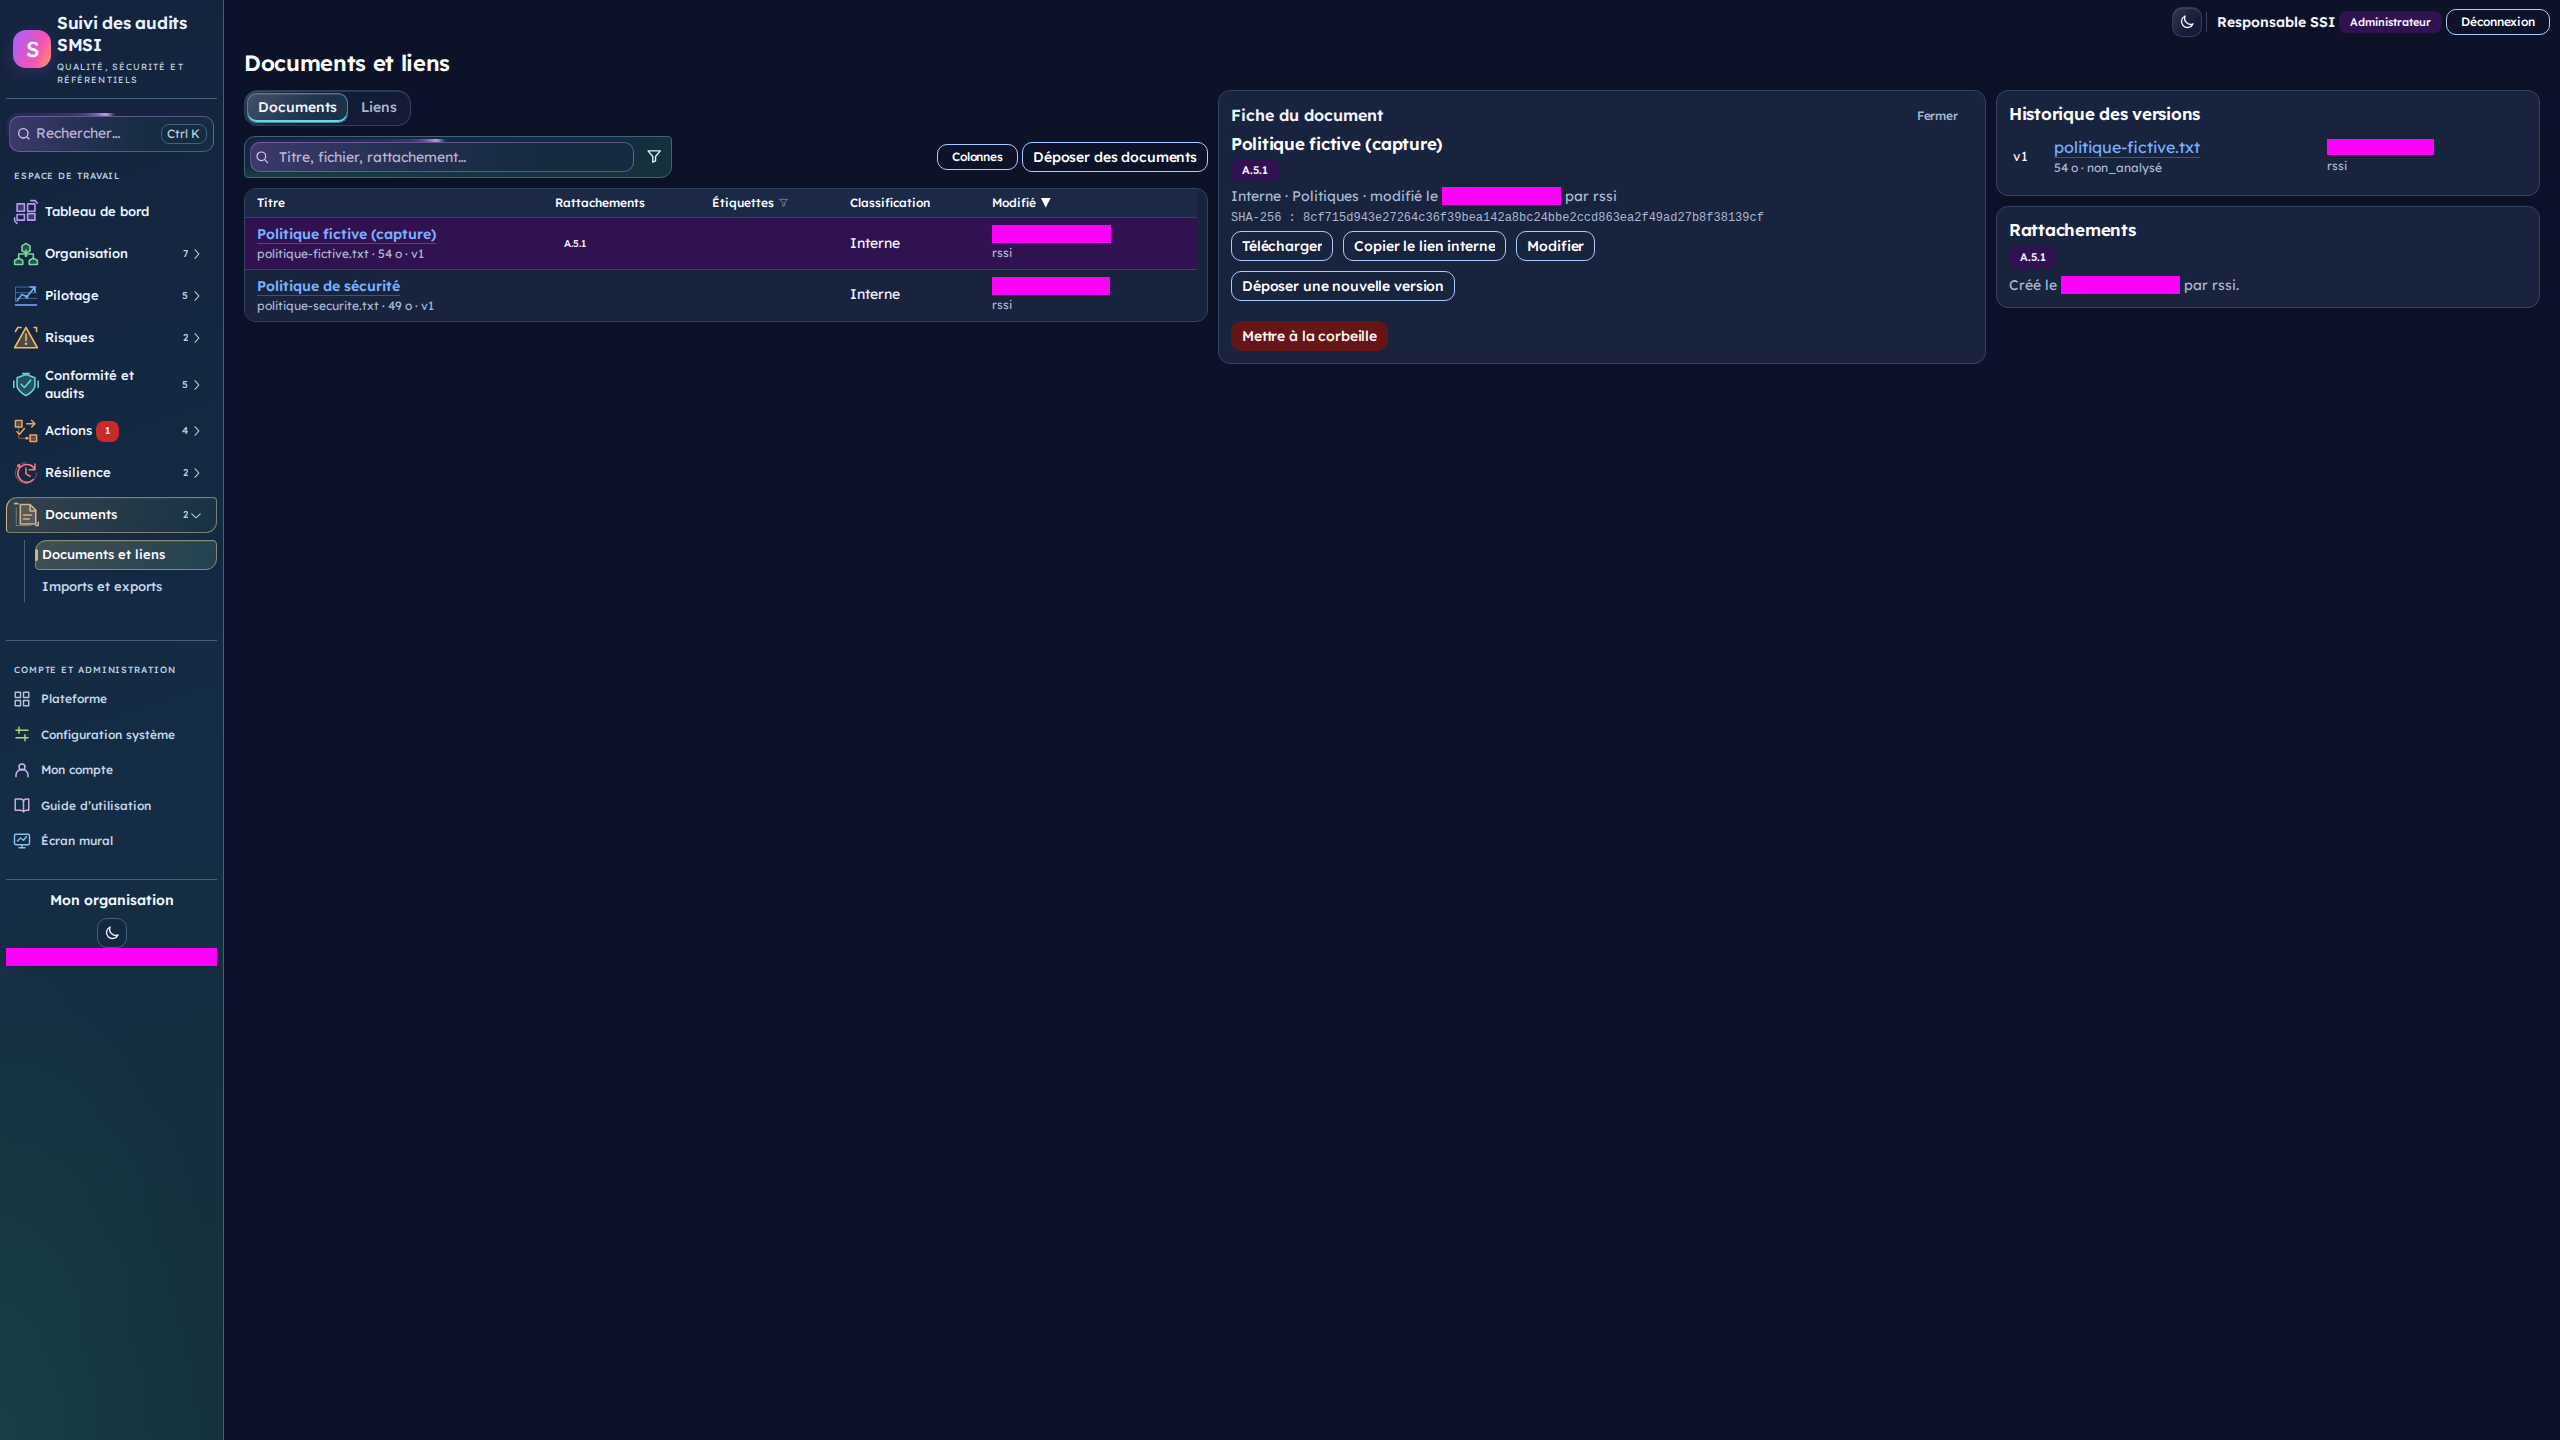 S
Suivi des audits
SMSI
QUALITÉ, SÉCURITÉ ET
RÉFÉRENTIELS
Rechercher… Ctrl K
ESPACE DE TRAVAIL
Tableau de bord
Organisation 7
Pilotage 5
Risques 2
Conformité et
audits 5
Actions 1 4
Résilience 2
Documents 2
Documents et liens
Imports et exports
COMPTE ET ADMINISTRATION
Plateforme
Configuration système
Mon compte
Guide d'utilisation
Écran mural
Mon organisation
Responsable SSI Administrateur Déconnexion
Documents et liens
Documents Liens
Titre, fichier, rattachement…
Colonnes Déposer des documents
Titre Rattachements Étiquettes Classification Modifié ▼
Politique fictive (capture)
politique-fictive.txt · 54 o · v1
A.5.1
Interne
rssi
Politique de sécurité
politique-securite.txt · 49 o · v1
Interne
rssi
Fiche du document Fermer
Politique fictive (capture)
A.5.1
Interne · Politiques · modifié le par rssi
SHA-256 : 8cf715d943e27264c36f39bea142a8bc24bbe2ccd863ea2f49ad27b8f38139cf
Télécharger Copier le lien interne Modifier
Déposer une nouvelle version
Mettre à la corbeille
Historique des versions
v1 politique-fictive.txt
54 o · non_analysé
rssi
Rattachements
A.5.1
Créé le par rssi.